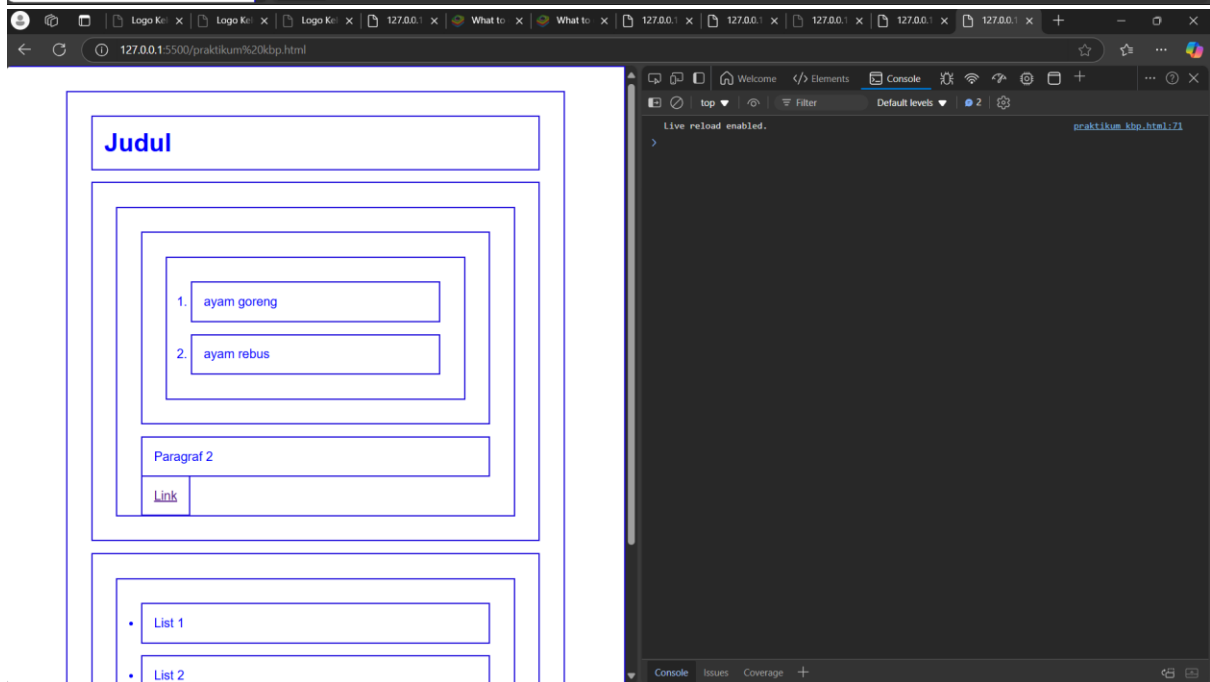 Logo Kel
Logo Kel
Logo Kel
127.0.0.1
What to
What to
127.0.0.1
127.0.0.1
127.0.0.1
127.0.0.1
127.0.0.1
127.0.0.1:5500/praktikum%20kbp.html
Welcome
Elements
Console
top
Filter
Default levels
2
Live reload enabled.
praktikum kbp.html:71
Judul
1. ayam goreng
2. ayam rebus
Paragraf 2
Link
• List 1
• List 2
Console
Issues
Coverage